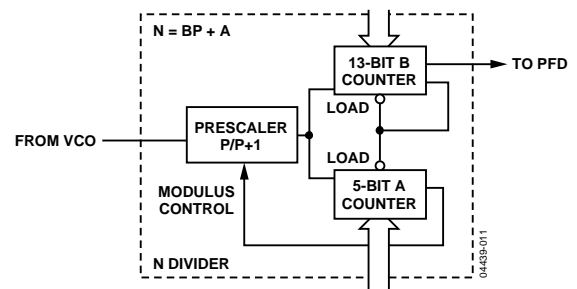 N = BP + A
13-BIT B
COUNTER
TO PFD
LOAD
PRESCALER
P/P+1
FROM VCO
LOAD
MODULUS
CONTROL
5-BIT A
COUNTER
N DIVIDER
04439-011